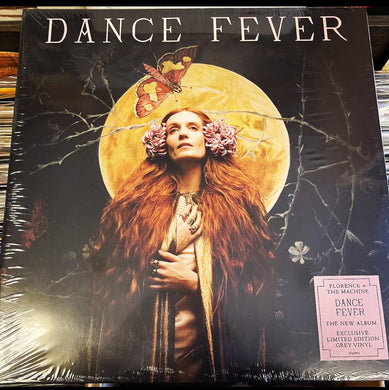 DANCE FEVER
FLORENCE +
THE MACHINE
DANCE
FEVER
THE NEW ALBUM
EXCLUSIVE
LIMITED EDITION
GREY VINYL